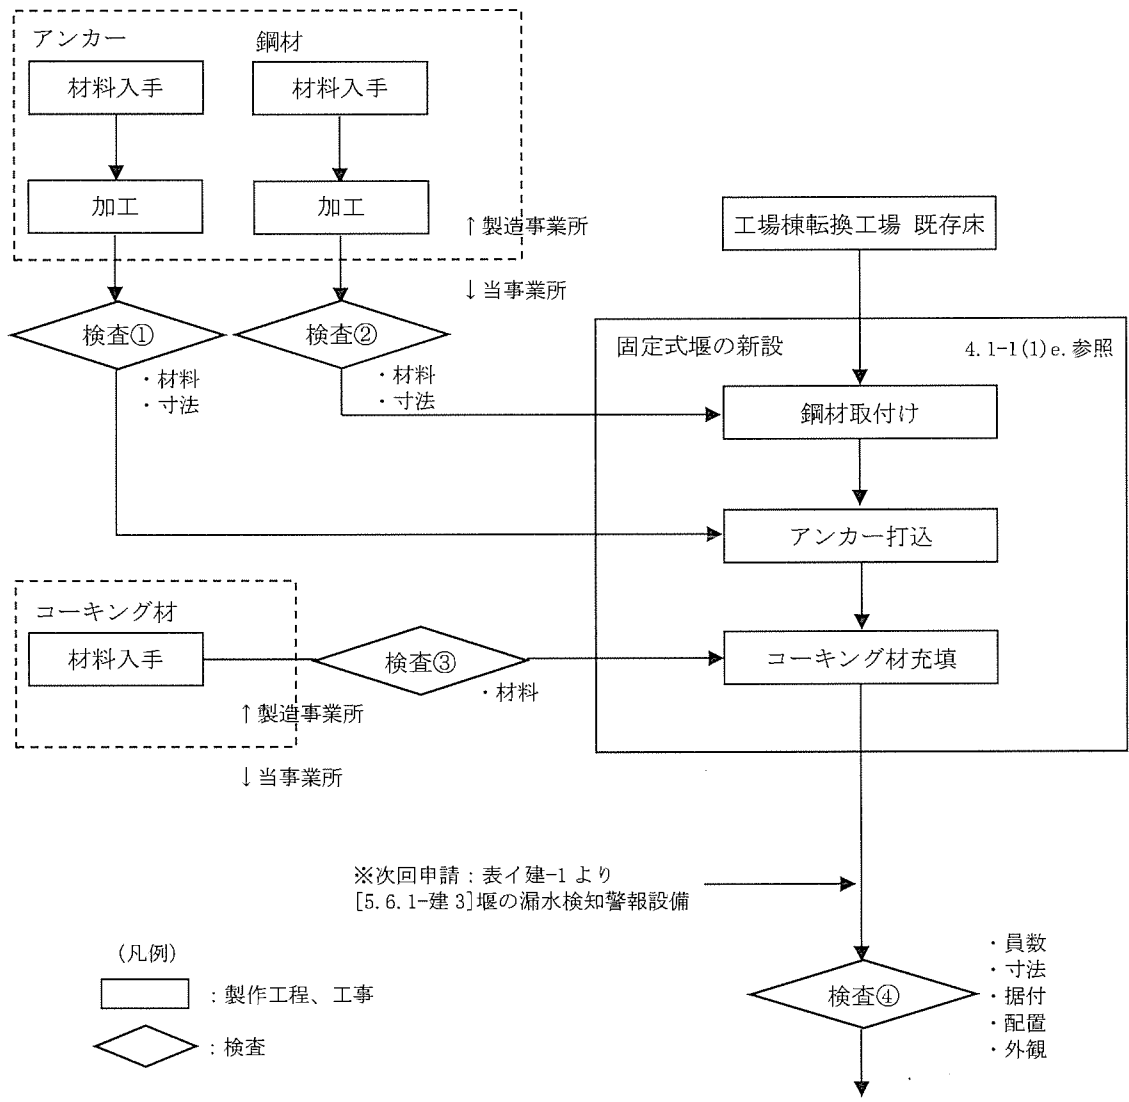 アンカー
鋼材
材料入手
材料入手
加工
加工
↑製造事業所
↓当事業所
工場棟転換工場 既存床
検査①
・材料
・寸法
検査②
・材料
・寸法
固定式堰の新設
4.1-1(1)e.参照
鋼材取付け
アンカー打込
コーキング材
材料入手
検査③
・材料
コーキング材充填
↑製造事業所
↓当事業所
※次回申請:表イ建-1より
[5.6.1-建3]堰の漏水検知警報設備
検査④
・員数
・寸法
・据付
・配置
・外観
(凡例)
:製作工程、工事
:検査